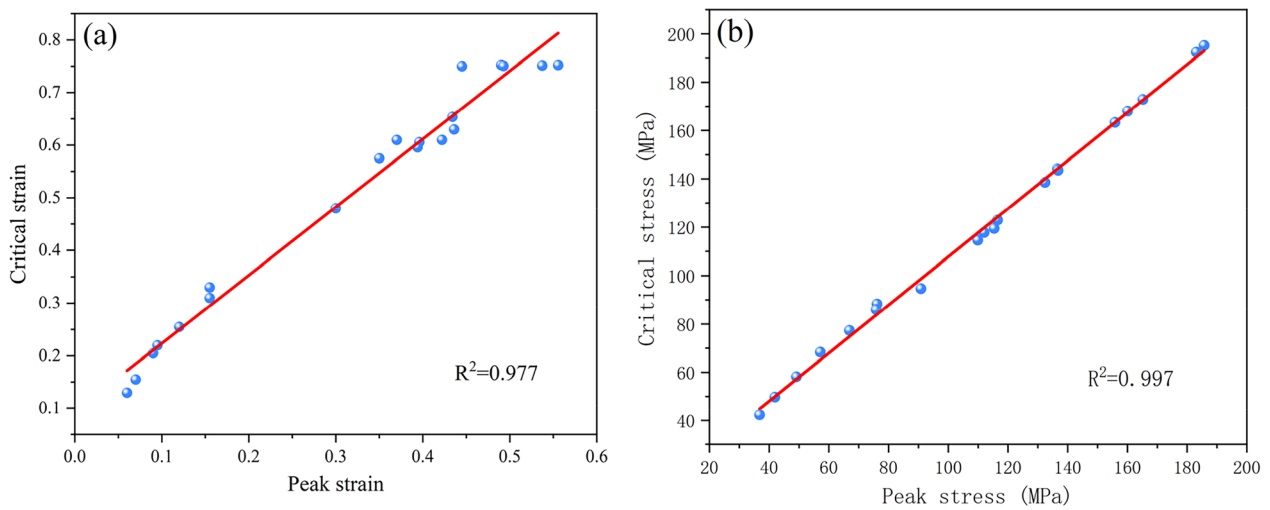 (a)
0.8
0.7
0.6
0.5
0.4
0.3
0.2
0.1
0.0 0.1 0.2 0.3 0.4 0.5 0.6
Critical strain
Peak strain
R²=0.977
(b)
200
180
160
140
120
100
80
60
40
20 40 60 80 100 120 140 160 180 200
Critical stress (MPa)
Peak stress (MPa)
R²=0.997